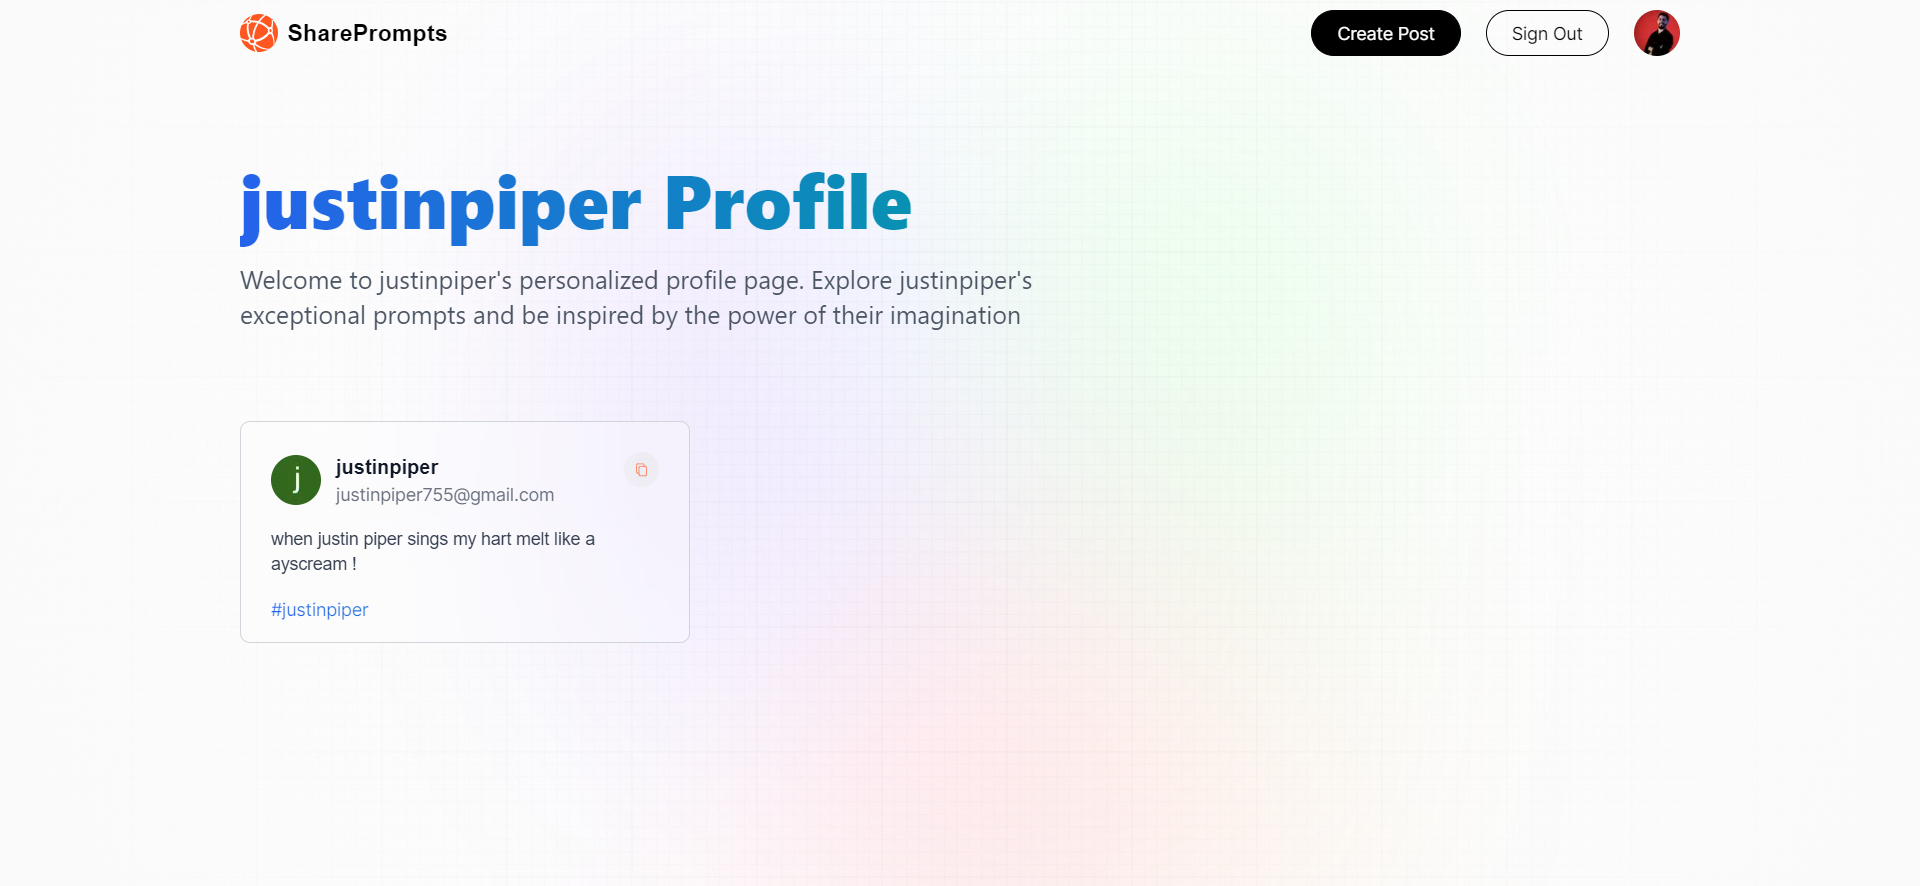 SharePrompts
Create Post
Sign Out
justinpiper Profile
Welcome to justinpiper's personalized profile page. Explore justinpiper's
exceptional prompts and be inspired by the power of their imagination
j
justinpiper
justinpiper755@gmail.com
when justin piper sings my hart melt like a
ayscream !
#justinpiper